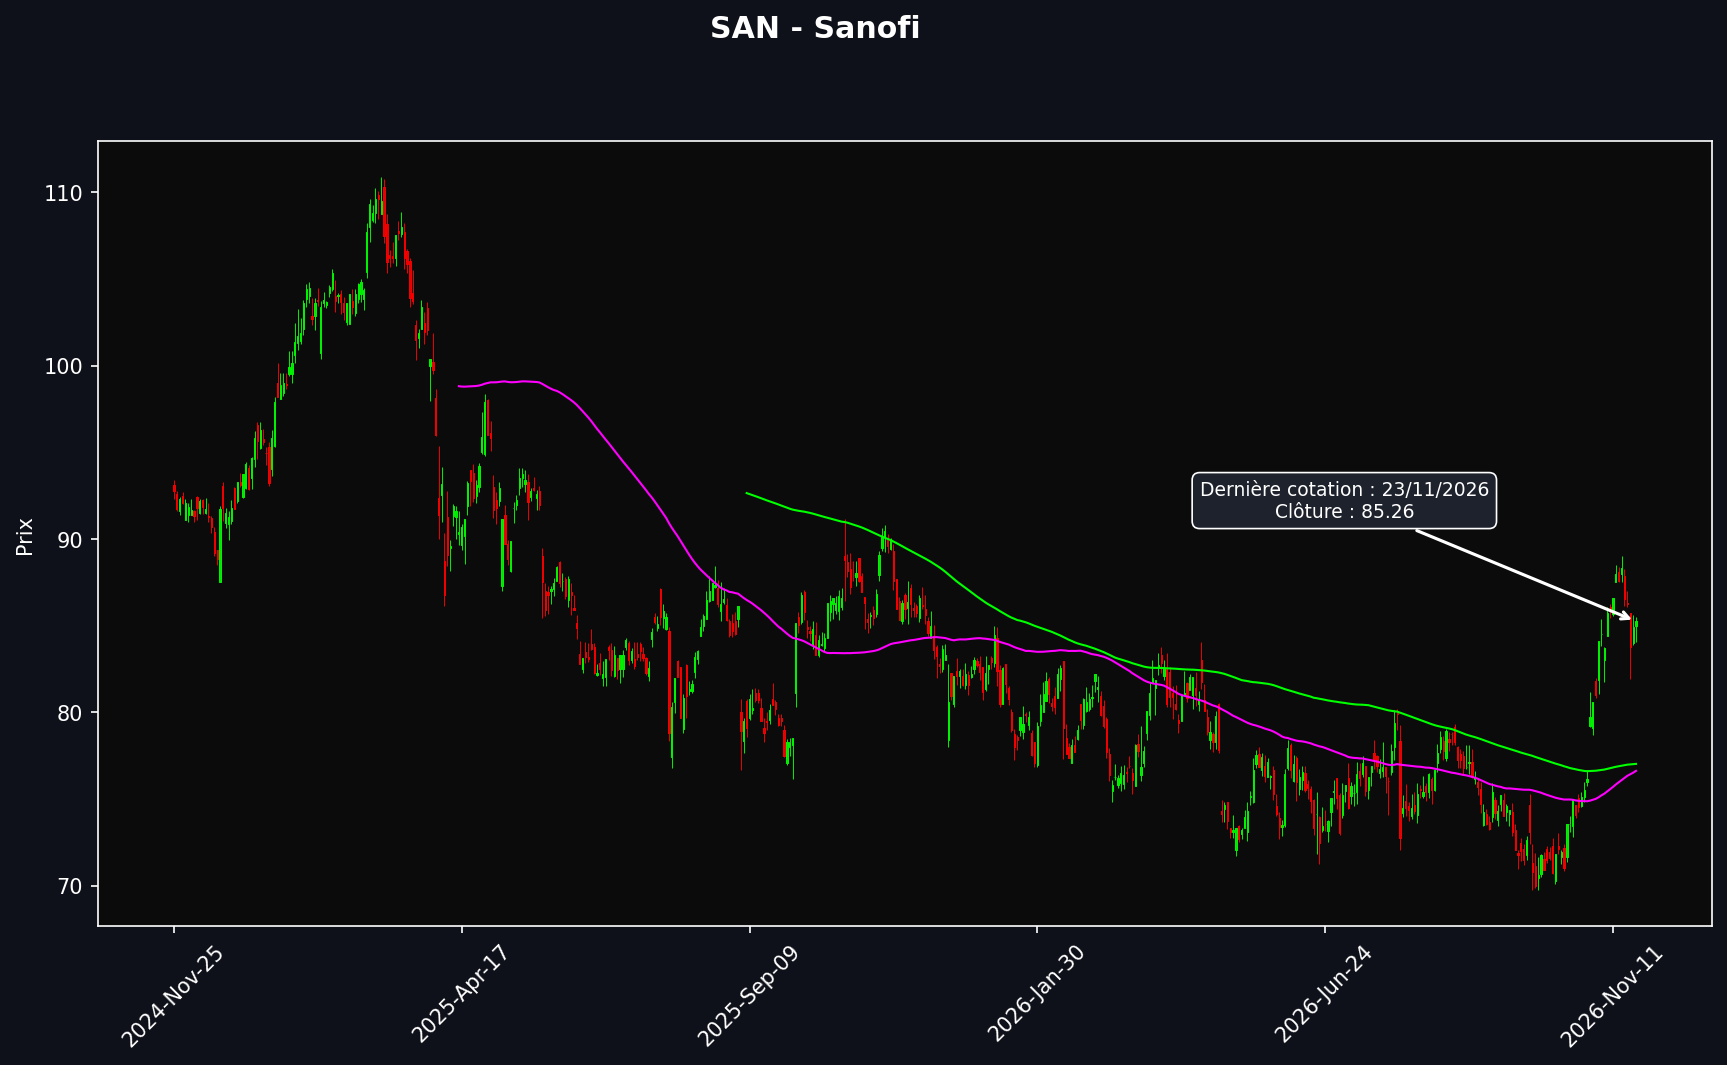 SAN - Sanofi
Prix
110
100
90
80
70
Dernière cotation : 23/11/2026
Clôture : 85.26
2024-Nov-25
2025-Apr-17
2025-Sep-09
2026-Jan-30
2026-Jun-24
2026-Nov-11